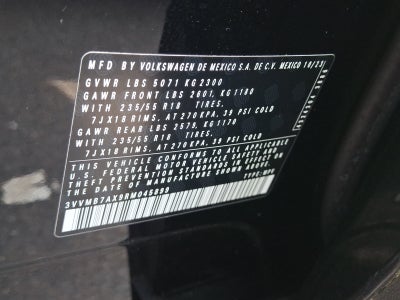 MFD BY VOLKSWAGEN DE MEXICO S.A. DE C.V. MEXICO 10/23
GVWR LBS 5071 KG 2300
GAWR FRONT LBS 2601, KG 1180
WITH 235/55 R18 TIRES.
7JX18 RIMS, AT 270 KPA, 39 PSI COLD
GAWR REAR LBS 2579, KG 1170
WITH 235/55 R18 TIRES.
7JX18 RIMS, AT 270 KPA, 39 PSI COLD
THIS VEHICLE CONFORMS TO ALL APPLICABLE
U.S. FEDERAL MOTOR VEHICLE SAFETY AND
THEFT PREVENTION STANDARDS IN EFFECT
ON THE DATE OF MANUFACTURE SHOWN ABOVE
3VVMB7AX9RM045899 TYPE: MPV